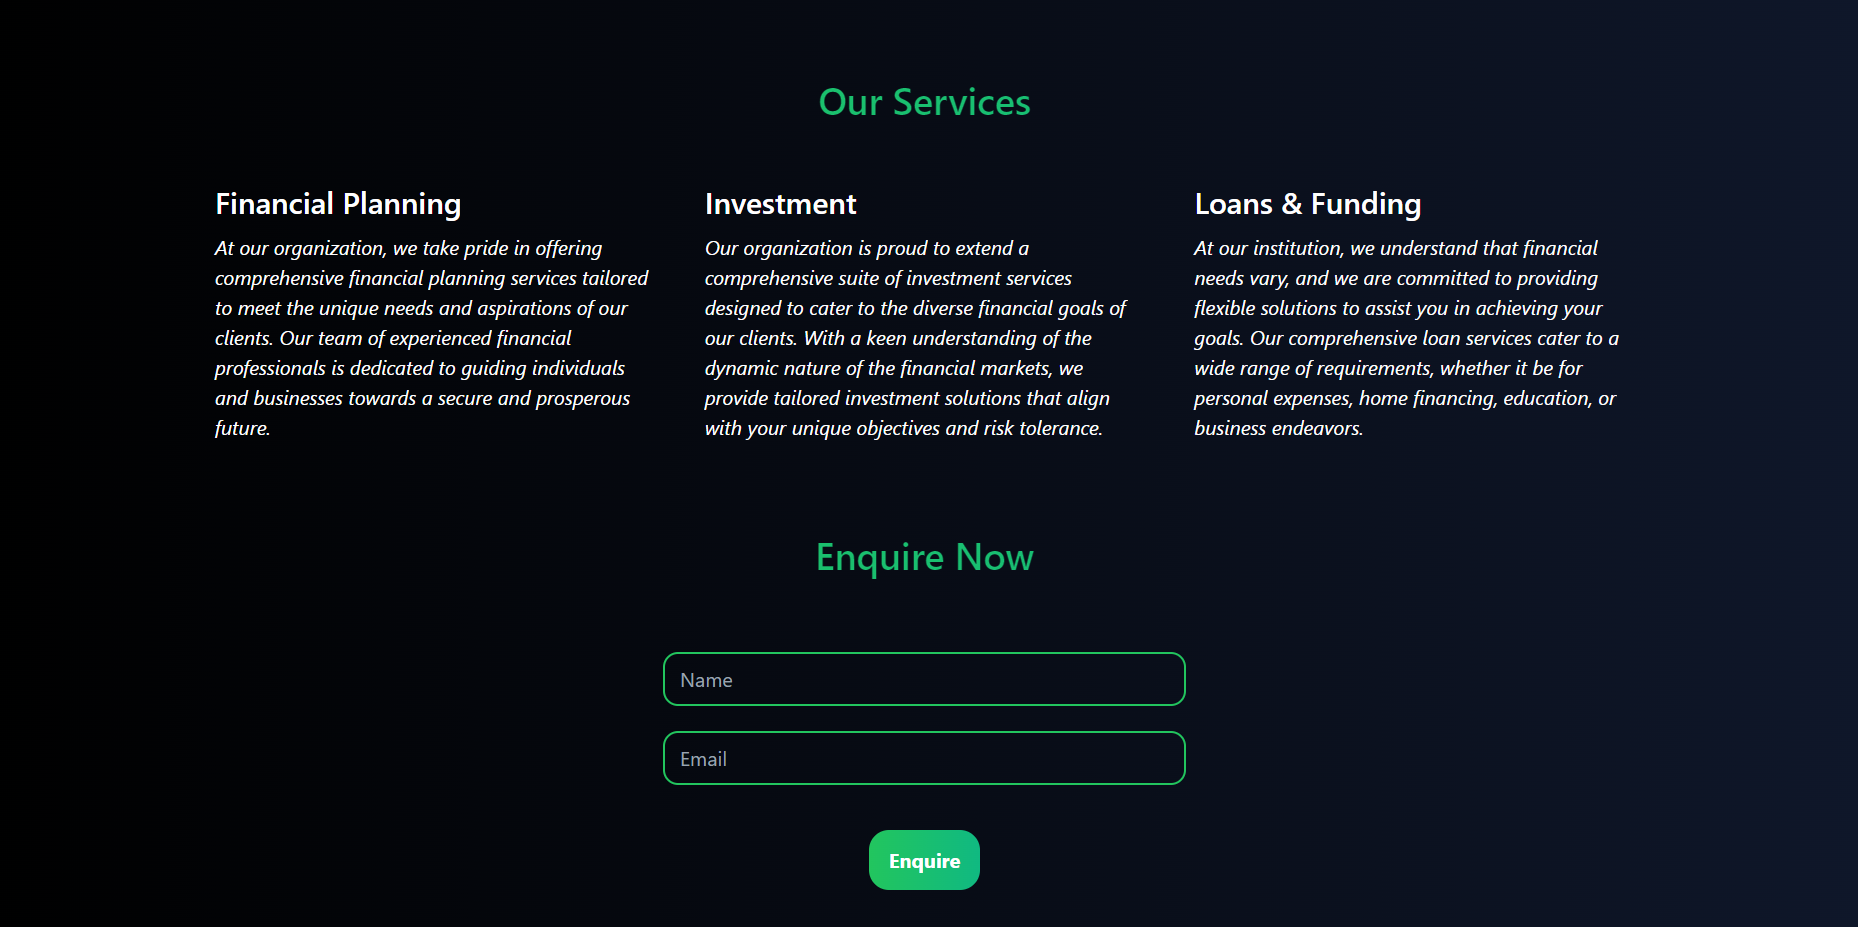 Our Services
Financial Planning
At our organization, we take pride in offering
comprehensive financial planning services tailored
to meet the unique needs and aspirations of our
clients. Our team of experienced financial
professionals is dedicated to guiding individuals
and businesses towards a secure and prosperous
future.
Investment
Our organization is proud to extend a
comprehensive suite of investment services
designed to cater to the diverse financial goals of
our clients. With a keen understanding of the
dynamic nature of the financial markets, we
provide tailored investment solutions that align
with your unique objectives and risk tolerance.
Loans & Funding
At our institution, we understand that financial
needs vary, and we are committed to providing
flexible solutions to assist you in achieving your
goals. Our comprehensive loan services cater to a
wide range of requirements, whether it be for
personal expenses, home financing, education, or
business endeavors.
Enquire Now
Name
Email
Enquire